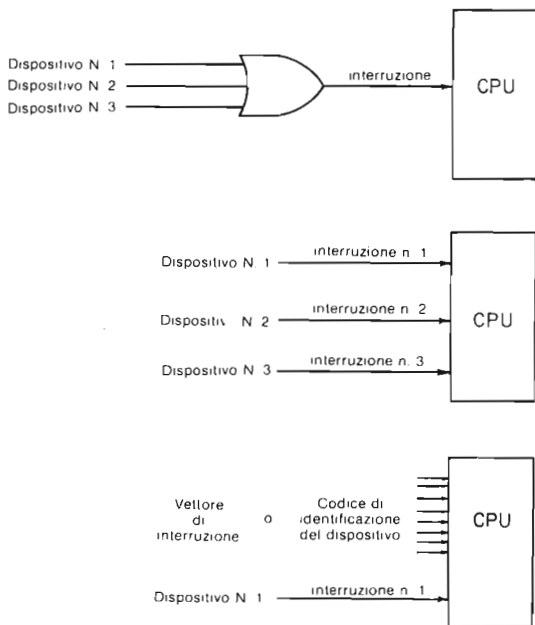 Dispositivo N 1
Dispositivo N 2
Dispositivo N 3
interruzione
CPU
Dispositivo N. 1
interruzione n. 1
Dispositiv N 2
interruzione n 2
Dispositivo N 3
interruzione n. 3
CPU
Vettore
di
interruzione
o
Codice di
identificazione
del dispositivo
CPU
Dispositivo N 1
interruzione n 1